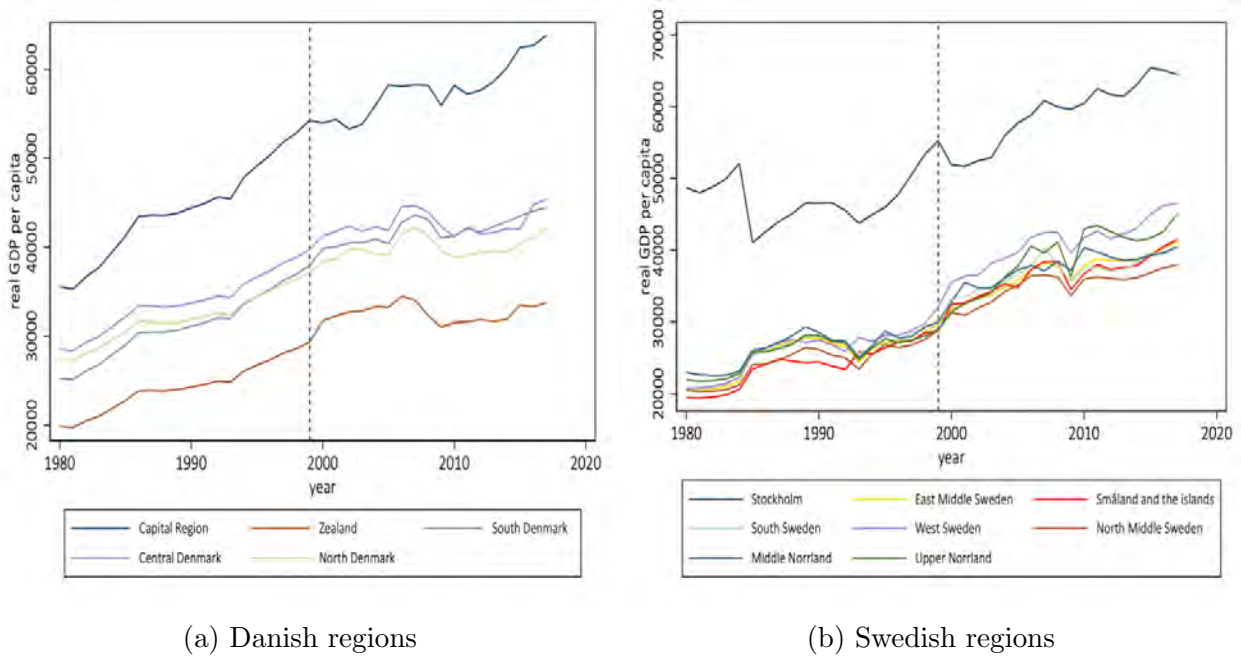 real GDP per capita
60000
50000
40000
30000
20000
1980 1990 2000 2010 2020
year
Capital Region Zealand South Denmark
Central Denmark North Denmark
(a) Danish regions
real GDP per capita
70000
60000
50000
40000
30000
20000
1980 1990 2000 2010 2020
year
Stockholm East Middle Sweden Småland and the islands
South Sweden West Sweden North Middle Sweden
Middle Norrland Upper Norrland
(b) Swedish regions